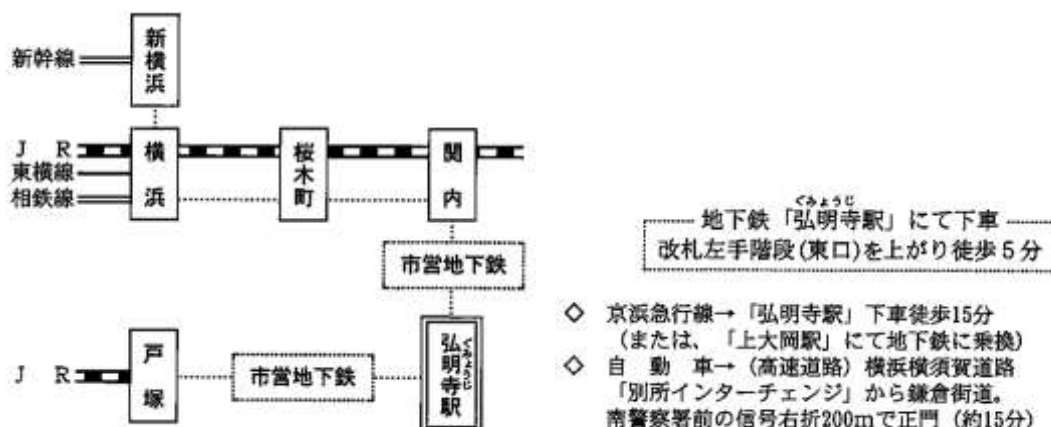 新幹線
新横浜
J R
東横線
相鉄線
横浜
桜木町
関内
市営地下鉄
J R
戸塚
市営地下鉄
ぐみょうじ
弘明寺駅
ぐみょうじ
地下鉄「弘明寺駅」にて下車
改札左手階段(東口)を上がり徒歩5分
◇ 京浜急行線→「弘明寺駅」下車徒歩15分
(または、「上大岡駅」にて地下鉄に乗換)
◇ 自 動 車→(高速道路)横浜横須賀道路
「別所インターチェンジ」から鎌倉街道。
南警察署前の信号右折200mで正門(約15分)